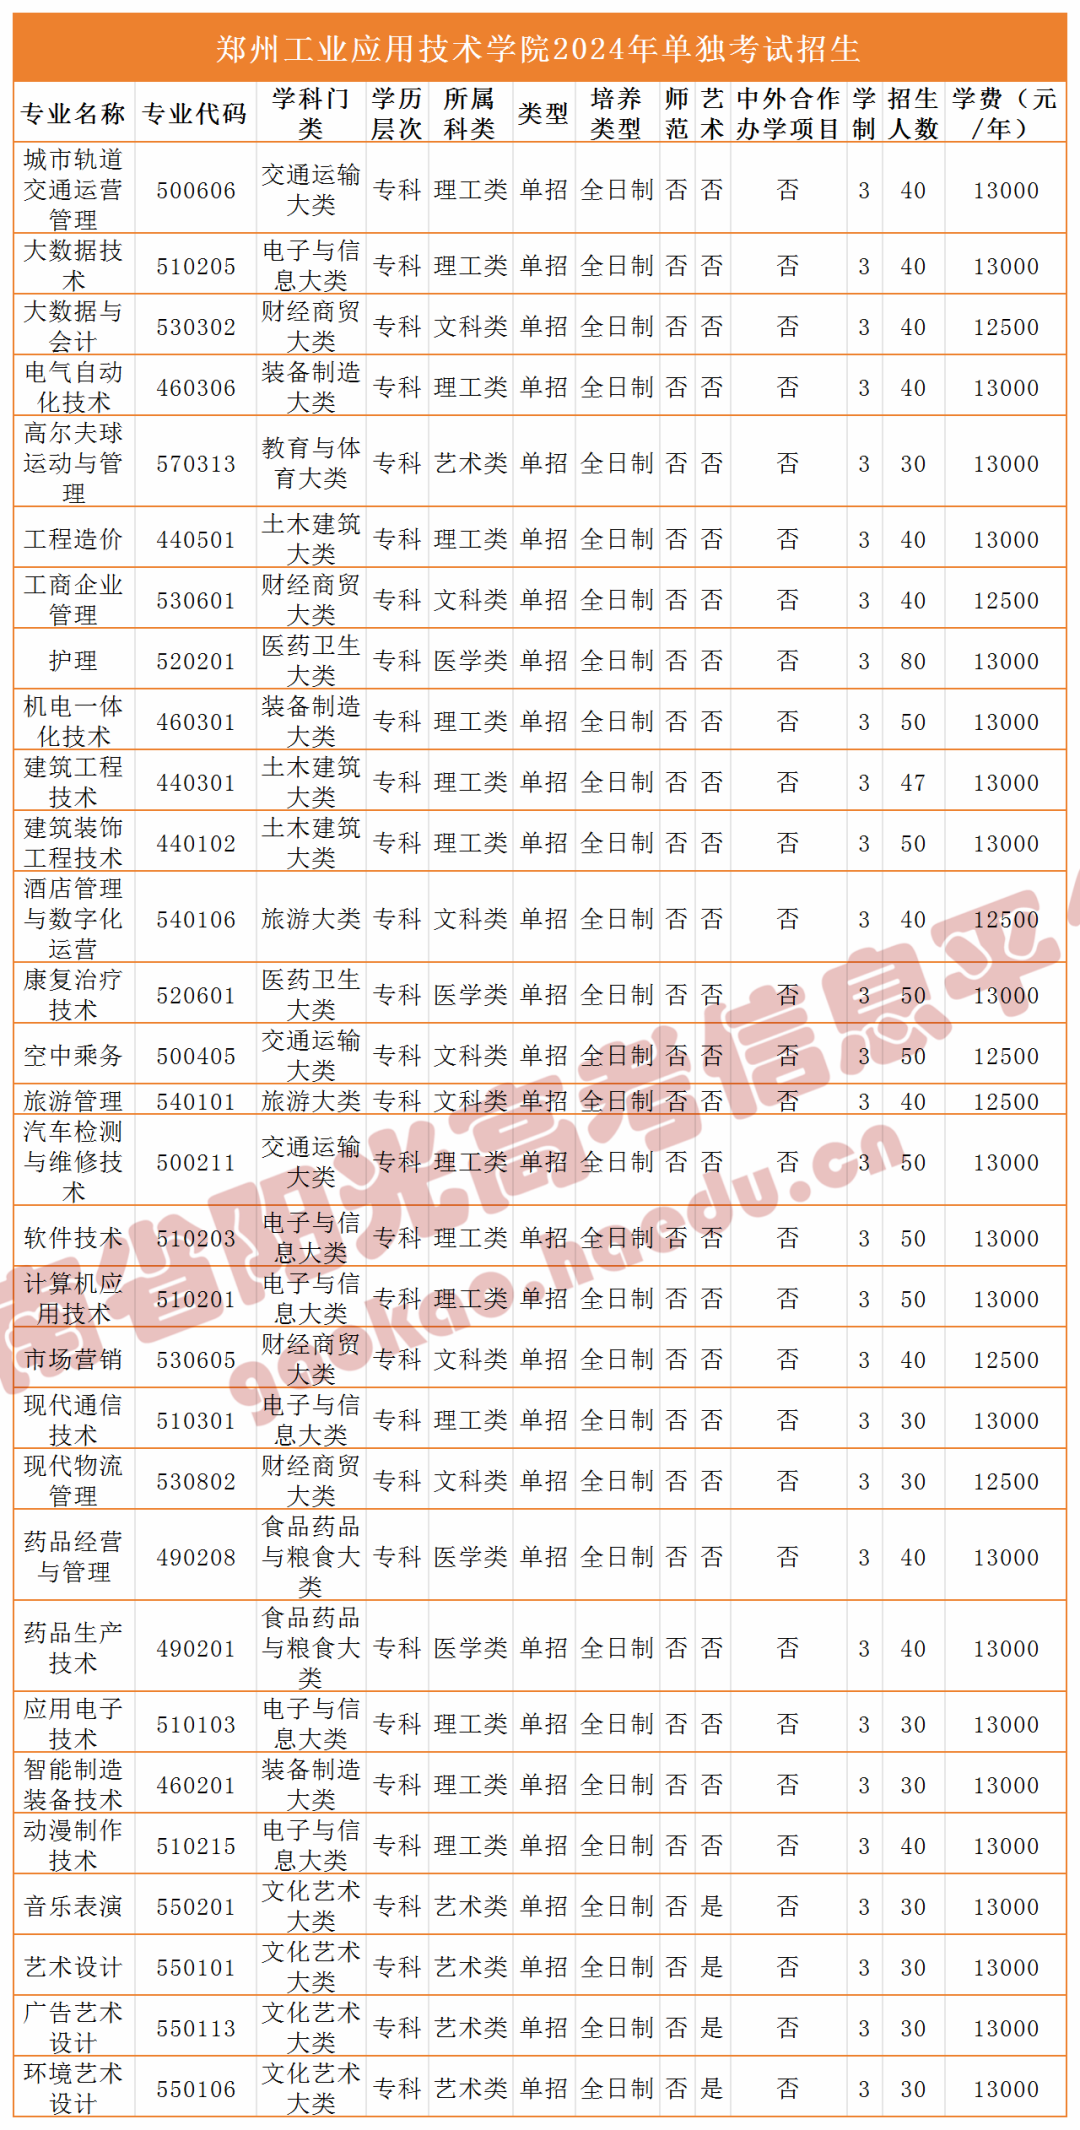 郑州工业应用技术学院2024年单独考试招生
专业名称 专业代码 学科门类 学历层次 所属科类 类型 培养类型 师范 艺术 中外合作办学项目 学制 招生人数 学费（元/年）
城市轨道交通运营管理 500606 交通运输大类 专科 理工类 单招 全日制 否 否 否 3 40 13000
大数据技术 510205 电子与信息大类 专科 理工类 单招 全日制 否 否 否 3 40 13000
大数据与会计 530302 财经商贸大类 专科 文科类 单招 全日制 否 否 否 3 40 12500
电气自动化技术 460306 装备制造大类 专科 理工类 单招 全日制 否 否 否 3 40 13000
高尔夫球运动与管理 570313 教育与体育大类 专科 艺术类 单招 全日制 否 否 否 3 30 13000
工程造价 440501 土木建筑大类 专科 理工类 单招 全日制 否 否 否 3 40 13000
工商企业管理 530601 财经商贸大类 专科 文科类 单招 全日制 否 否 否 3 40 12500
护理 520201 医药卫生大类 专科 医学类 单招 全日制 否 否 否 3 80 13000
机电一体化技术 460301 装备制造大类 专科 理工类 单招 全日制 否 否 否 3 50 13000
建筑工程技术 440301 土木建筑大类 专科 理工类 单招 全日制 否 否 否 3 47 13000
建筑装饰工程技术 440102 土木建筑大类 专科 理工类 单招 全日制 否 否 否 3 50 13000
酒店管理与数字化运营 540106 旅游大类 专科 文科类 单招 全日制 否 否 否 3 40 12500
康复治疗技术 520601 医药卫生大类 专科 医学类 单招 全日制 否 否 否 3 50 13000
空中乘务 500405 交通运输大类 专科 文科类 单招 全日制 否 否 否 3 50 12500
旅游管理 540101 旅游大类 专科 文科类 单招 全日制 否 否 否 3 40 12500
汽车检测与维修技术 500211 交通运输大类 专科 理工类 单招 全日制 否 否 否 3 50 13000
软件技术 510203 电子与信息大类 专科 理工类 单招 全日制 否 否 否 3 50 13000
计算机应用技术 510201 电子与信息大类 专科 理工类 单招 全日制 否 否 否 3 50 13000
市场营销 530605 财经商贸大类 专科 文科类 单招 全日制 否 否 否 3 40 12500
现代通信技术 510301 电子与信息大类 专科 理工类 单招 全日制 否 否 否 3 30 13000
现代物流管理 530802 财经商贸大类 专科 文科类 单招 全日制 否 否 否 3 30 12500
药品经营与管理 490208 食品药品与粮食大类 专科 医学类 单招 全日制 否 否 否 3 40 13000
药品生产技术 490201 食品药品与粮食大类 专科 医学类 单招 全日制 否 否 否 3 40 13000
应用电子技术 510103 电子与信息大类 专科 理工类 单招 全日制 否 否 否 3 30 13000
智能制造装备技术 460201 装备制造大类 专科 理工类 单招 全日制 否 否 否 3 30 13000
动漫制作技术 510215 电子与信息大类 专科 理工类 单招 全日制 否 否 否 3 40 13000
音乐表演 550201 文化艺术大类 专科 艺术类 单招 全日制 否 是 否 3 30 13000
艺术设计 550101 文化艺术大类 专科 艺术类 单招 全日制 否 是 否 3 30 13000
广告艺术设计 550113 文化艺术大类 专科 艺术类 单招 全日制 否 是 否 3 30 13000
环境艺术设计 550106 文化艺术大类 专科 艺术类 单招 全日制 否 是 否 3 30 13000
南省阳光高考信息平
gaokao.haedu.cn